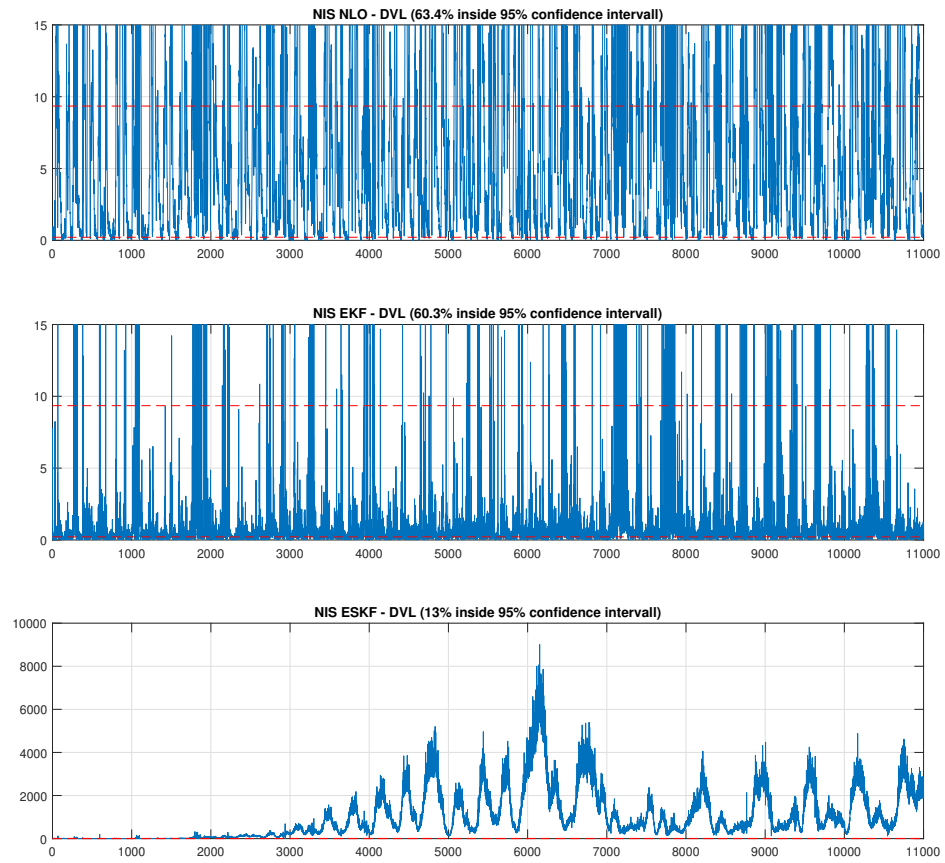 NIS NLO - DVL (63.4% inside 95% confidence intervall)
15
10
5
0
0 1000 2000 3000 4000 5000 6000 7000 8000 9000 10000 11000
NIS EKF - DVL (60.3% inside 95% confidence intervall)
15
10
5
0
0 1000 2000 3000 4000 5000 6000 7000 8000 9000 10000 11000
NIS ESKF - DVL (13% inside 95% confidence intervall)
10000
8000
6000
4000
2000
0
0 1000 2000 3000 4000 5000 6000 7000 8000 9000 10000 11000